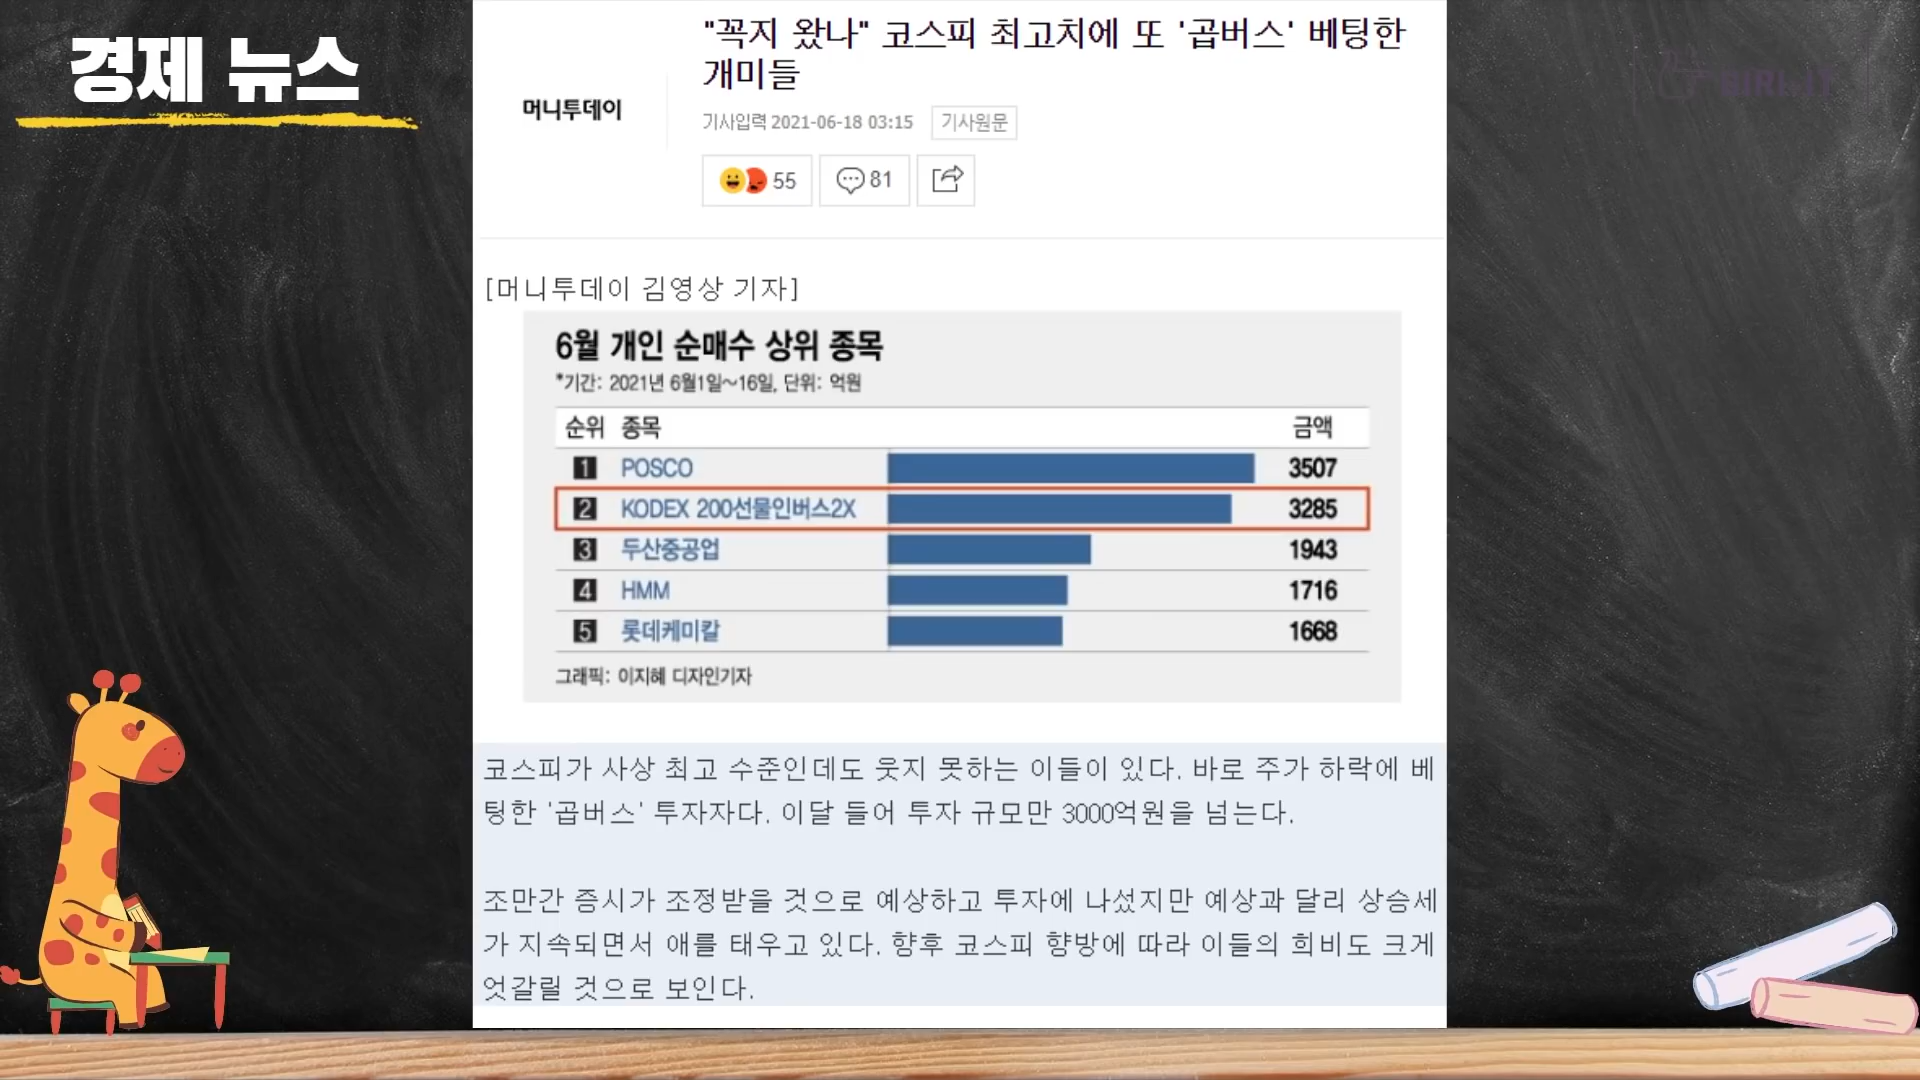 경제 뉴스
"꼭지 왔나" 코스피 최고치에 또 '곱버스' 베팅한
개미들
머니투데이
기사입력 2021-06-18 03:15
기사원문
55
81
[머니투데이 김영상 기자]
6월 개인 순매수 상위 종목
*기간: 2021년 6월1일~16일, 단위: 억원
순위 종목 금액
1 POSCO 3507
2 KODEX 200선물인버스2X 3285
3 두산중공업 1943
4 HMM 1716
5 롯데케미칼 1668
그래픽: 이지혜 디자인기자
코스피가 사상 최고 수준인데도 웃지 못하는 이들이 있다. 바로 주가 하락에 베
팅한 '곱버스' 투자자다. 이달 들어 투자 규모만 3000억원을 넘는다.
조만간 증시가 조정받을 것으로 예상하고 투자에 나섰지만 예상과 달리 상승세
가 지속되면서 애를 태우고 있다. 향후 코스피 향방에 따라 이들의 희비도 크게
엇갈릴 것으로 보인다.